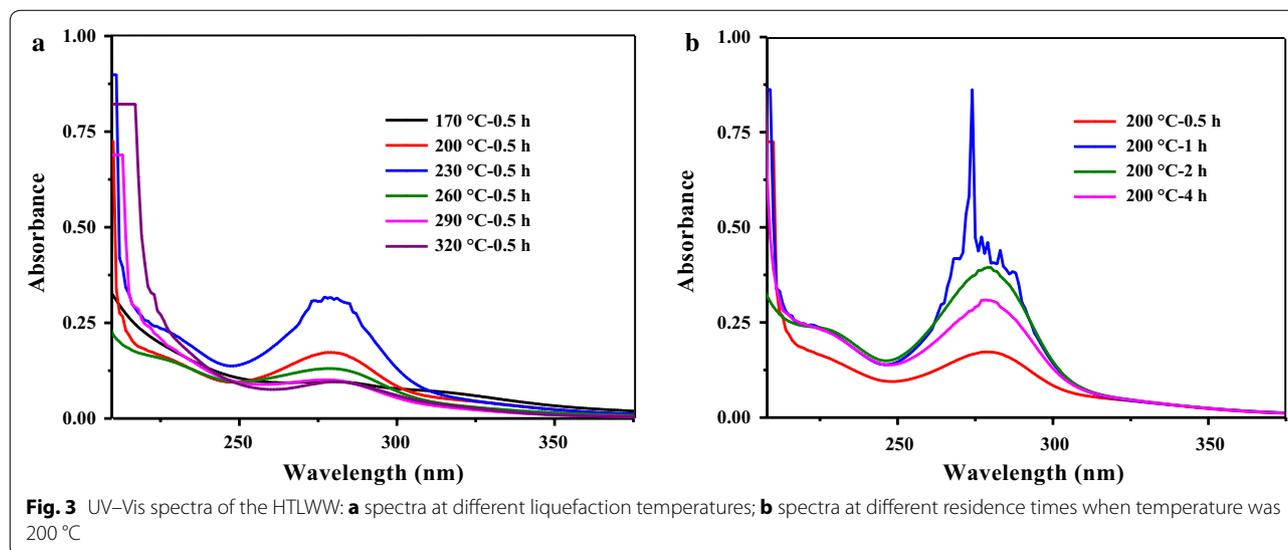 a
1.00
0.75
0.50
0.25
0.00
Absorbance
170 °C-0.5 h
200 °C-0.5 h
230 °C-0.5 h
260 °C-0.5 h
290 °C-0.5 h
320 °C-0.5 h
250
300
350
Wavelength (nm)
b
1.00
0.75
0.50
0.25
0.00
Absorbance
200 °C-0.5 h
200 °C-1 h
200 °C-2 h
200 °C-4 h
250
300
350
Wavelength (nm)
Fig. 3 UV–Vis spectra of the HTLWW: a spectra at different liquefaction temperatures; b spectra at different residence times when temperature was
200 °C